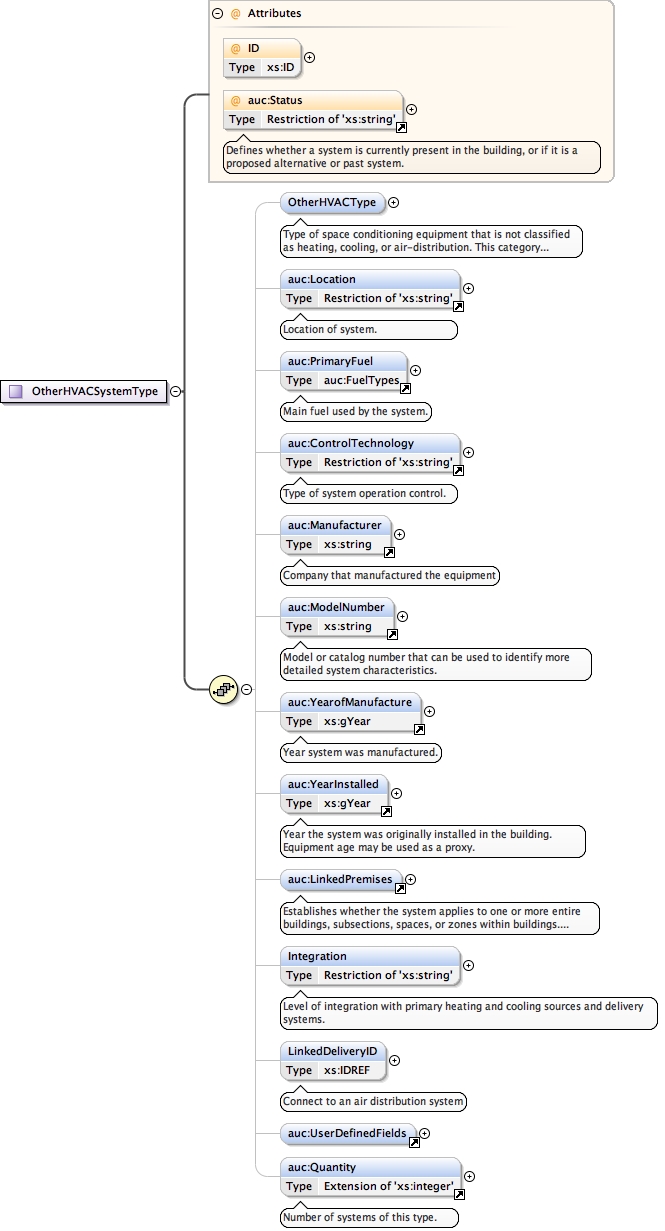 @ Attributes
@ ID
Type xs:ID
@ auc:Status
Type Restriction of 'xs:string'
Defines whether a system is currently present in the building, or if it is a
proposed alternative or past system.
OtherHVACType
Type of space conditioning equipment that is not classified
as heating, cooling, or air-distribution. This category...
auc:Location
Type Restriction of 'xs:string'
Location of system.
auc:PrimaryFuel
Type auc:FuelTypes
Main fuel used by the system.
OtherHVACSystemType
auc:ControlTechnology
Type Restriction of 'xs:string'
Type of system operation control.
auc:Manufacturer
Type xs:string
Company that manufactured the equipment
auc:ModelNumber
Type xs:string
Model or catalog number that can be used to identify more
detailed system characteristics.
auc:YearofManufacture
Type xs:gYear
Year system was manufactured.
auc:YearInstalled
Type xs:gYear
Year the system was originally installed in the building.
Equipment age may be used as a proxy.
auc:LinkedPremises
Establishes whether the system applies to one or more entire
buildings, subsections, spaces, or zones within buildings....
Integration
Type Restriction of 'xs:string'
Level of integration with primary heating and cooling sources and delivery
systems.
LinkedDeliveryID
Type xs:IDREF
Connect to an air distribution system
auc:UserDefinedFields
auc:Quantity
Type Extension of 'xs:integer'
Number of systems of this type.